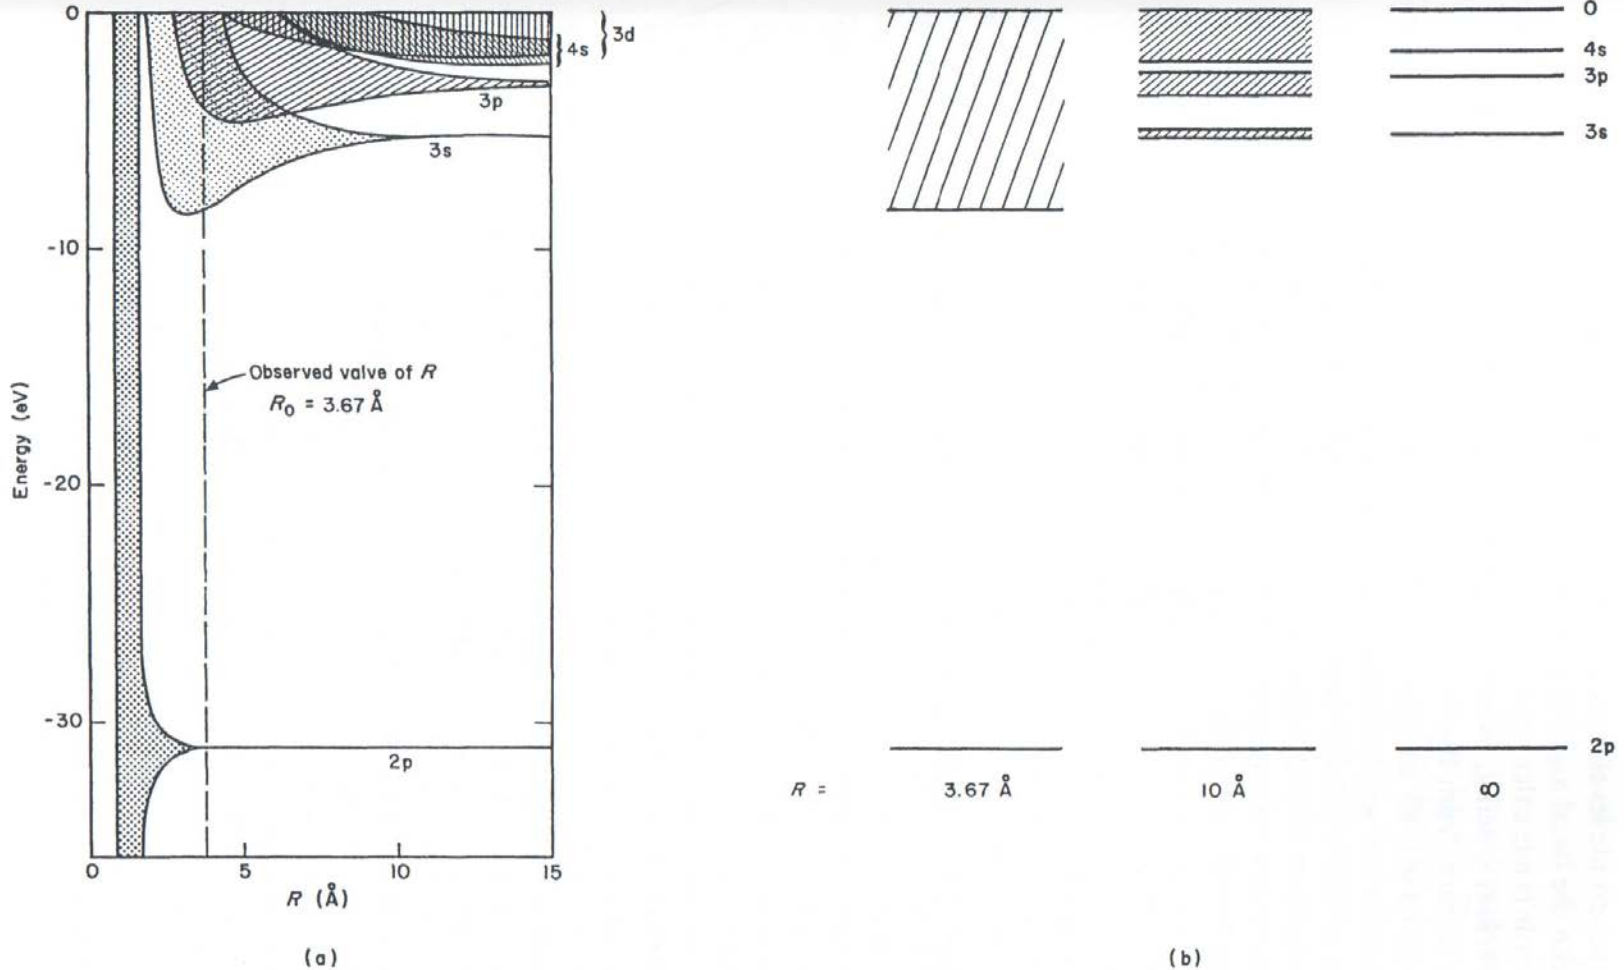 0
-10
-20
-30
Energy (eV)
0
5
10
15
R (Å)
4s
3d
3p
3s
2p
Observed valve of R
R₀ = 3.67 Å
(a)
0
4s
3p
3s
2p
R =
3.67 Å
10 Å
∞
(b)